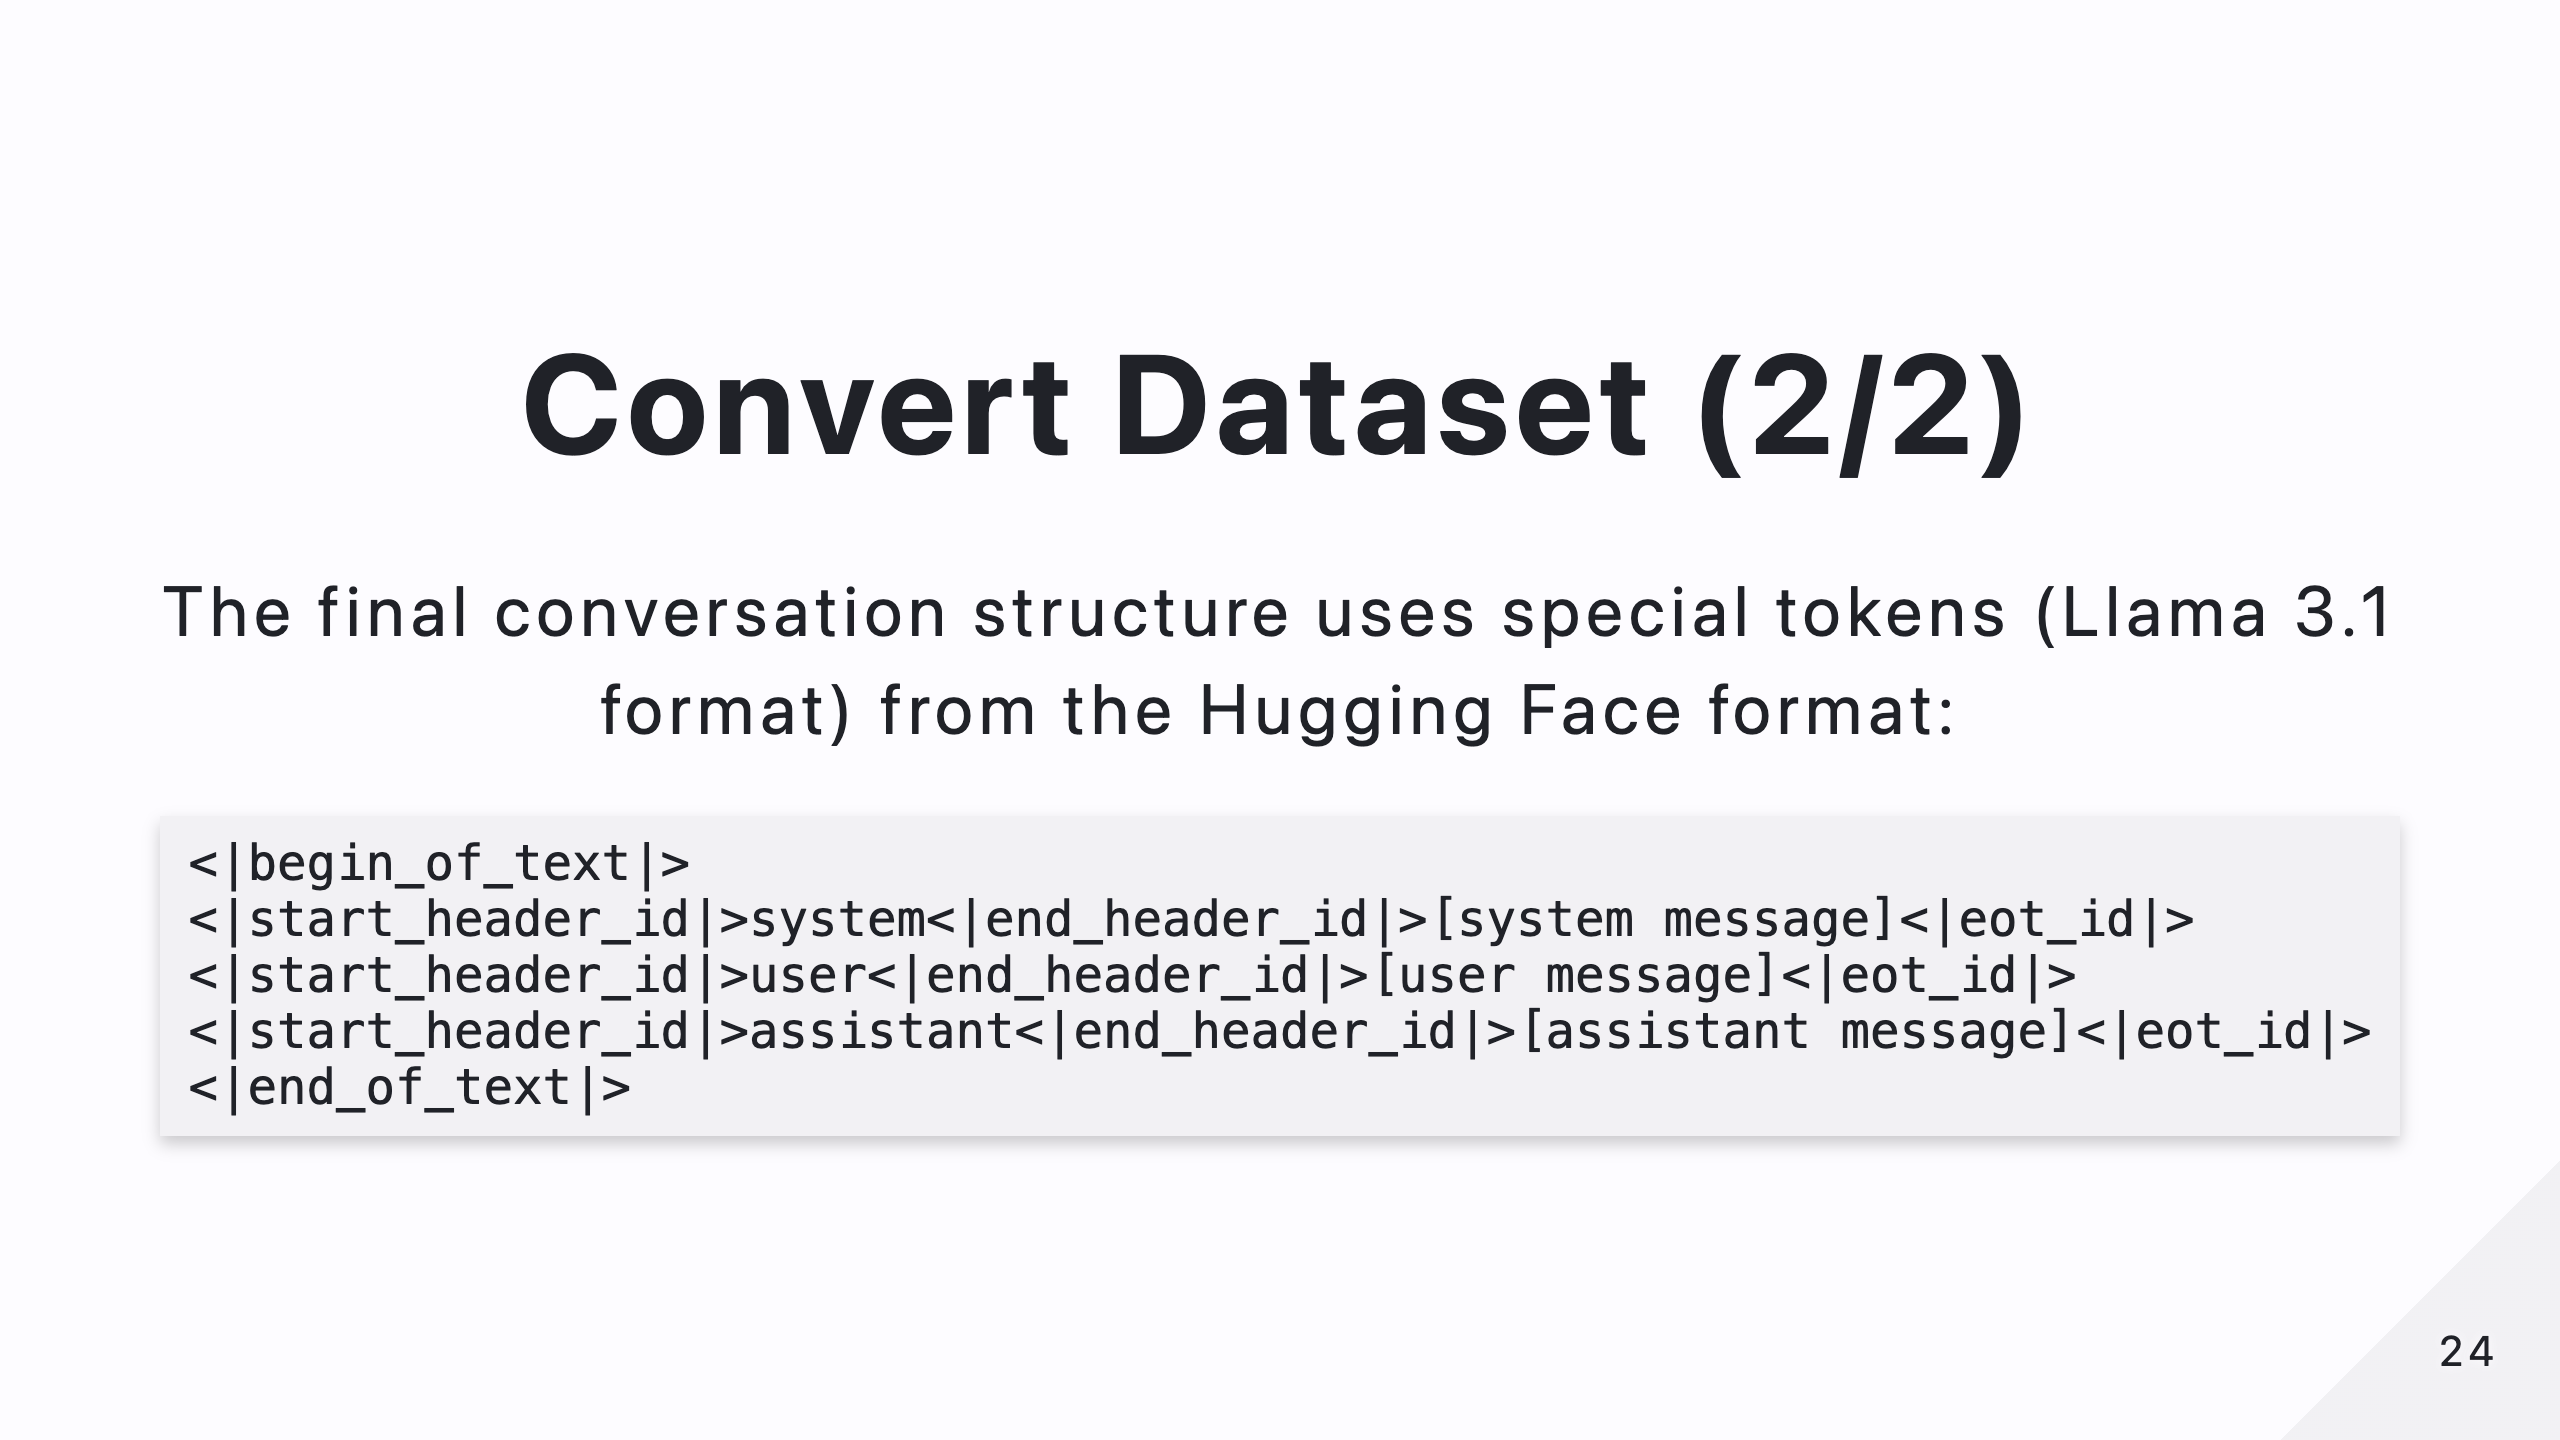 Convert Dataset (2/2)
The final conversation structure uses special tokens (Llama 3.1
format) from the Hugging Face format:
<|begin_of_text|>
<|start_header_id|>system<|end_header_id|>[system message]<|eot_id|>
<|start_header_id|>user<|end_header_id|>[user message]<|eot_id|>
<|start_header_id|>assistant<|end_header_id|>[assistant message]<|eot_id|>
<|end_of_text|>
24